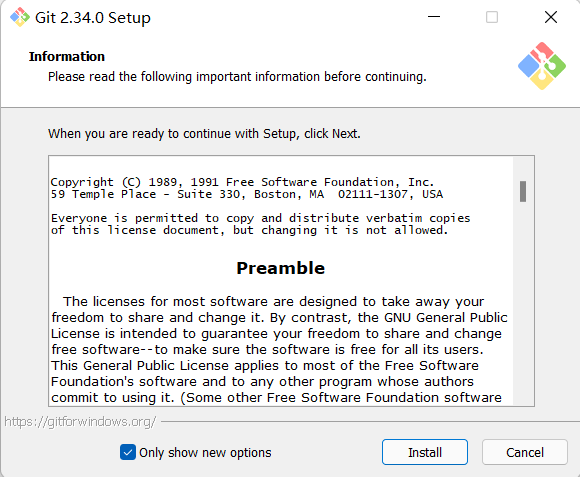 Git 2.34.0 Setup
Information
Please read the following important information before continuing.
When you are ready to continue with Setup, click Next.
Copyright (C) 1989, 1991 Free Software Foundation, Inc.
59 Temple Place - Suite 330, Boston, MA  02111-1307, USA
Everyone is permitted to copy and distribute verbatim copies
of this license document, but changing it is not allowed.
Preamble
The licenses for most software are designed to take away your
freedom to share and change it. By contrast, the GNU General Public
License is intended to guarantee your freedom to share and change
free software--to make sure the software is free for all its users.
This General Public License applies to most of the Free Software
Foundation's software and to any other program whose authors
commit to using it. (Some other Free Software Foundation software
https://gitforwindows.org/
Only show new options
Install
Cancel